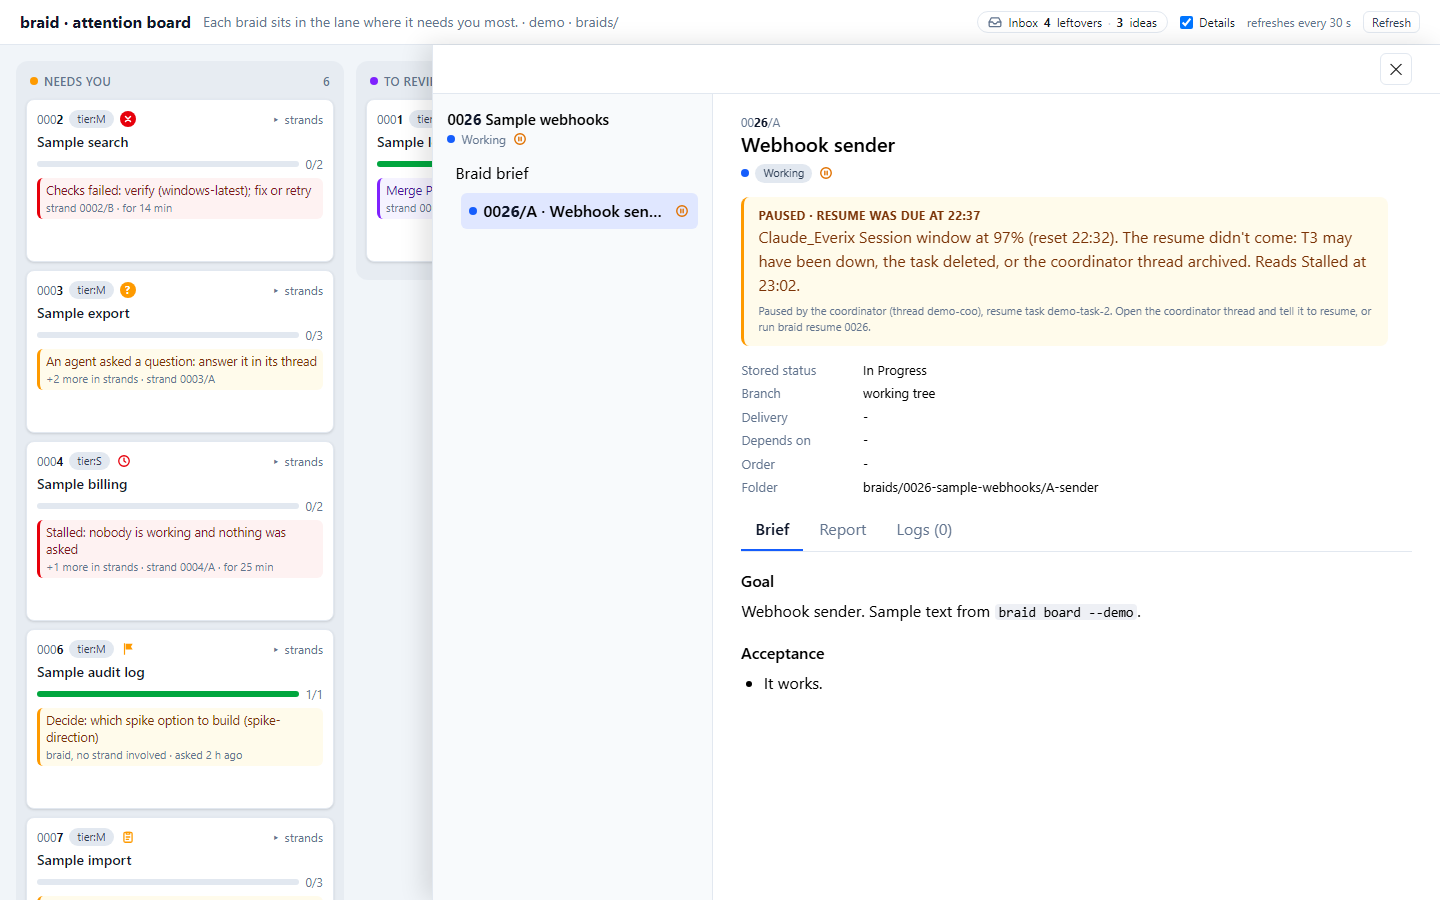 braid · attention board
Each braid sits in the lane where it needs you most. · demo · braids/
Inbox 4 leftovers · 3 ideas
Details
refreshes every 30 s
Refresh
NEEDS YOU 6
0002 tier:M strands
Sample search
0/2
Checks failed: verify (windows-latest); fix or retry
strand 0002/B · for 14 min
0003 tier:M ? strands
Sample export
0/3
An agent asked a question: answer it in its thread
+2 more in strands · strand 0003/A
0004 tier:S strands
Sample billing
0/2
Stalled: nobody is working and nothing was
asked
+1 more in strands · strand 0004/A · for 25 min
0006 tier:M strands
Sample audit log
1/1
Decide: which spike option to build (spike-
direction)
braid, no strand involved · asked 2 h ago
0007 tier:M strands
Sample import
0/3
TO REVI
0001 tier
Sample l
Merge P
strand 00
0026 Sample webhooks
Working
Braid brief
0026/A · Webhook sen...
0026/A
Webhook sender
Working
PAUSED · RESUME WAS DUE AT 22:37
Claude_Everix Session window at 97% (reset 22:32). The resume didn't come: T3 may
have been down, the task deleted, or the coordinator thread archived. Reads Stalled at
23:02.
Paused by the coordinator (thread demo-coo), resume task demo-task-2. Open the coordinator thread and tell it to resume, or
run braid resume 0026.
Stored status In Progress
Branch working tree
Delivery -
Depends on -
Order -
Folder braids/0026-sample-webhooks/A-sender
Brief Report Logs (0)
Goal
Webhook sender. Sample text from braid board --demo.
Acceptance
• It works.